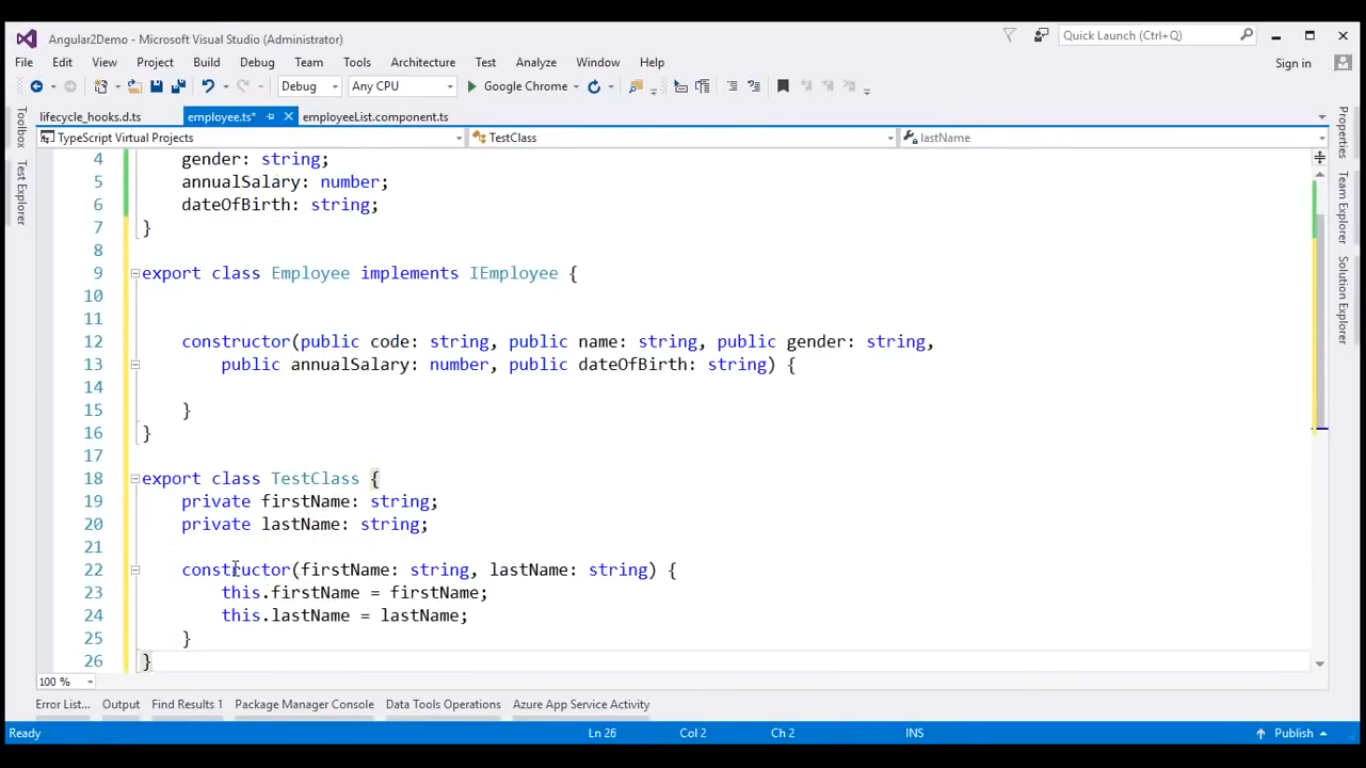 Angular2Demo - Microsoft Visual Studio (Administrator)
Quick Launch (Ctrl+Q)
File Edit View Project Build Debug Team Tools Architecture Test Analyze Window Help
Sign in
Debug Any CPU Google Chrome
lifecycle_hooks.d.ts employee.ts* employeeList.component.ts
TypeScript Virtual Projects TestClass lastName
Toolbox
Test Explorer
4 gender: string;
5 annualSalary: number;
6 dateOfBirth: string;
7 }
8
9 export class Employee implements IEmployee {
10
11
12 constructor(public code: string, public name: string, public gender: string,
13 public annualSalary: number, public dateOfBirth: string) {
14
15 }
16 }
17
18 export class TestClass {
19 private firstName: string;
20 private lastName: string;
21
22 constructor(firstName: string, lastName: string) {
23 this.firstName = firstName;
24 this.lastName = lastName;
25 }
26 }
Properties
Team Explorer
Solution Explorer
100 %
Error List... Output Find Results 1 Package Manager Console Data Tools Operations Azure App Service Activity
Ready Ln 26 Col 2 Ch 2 INS Publish